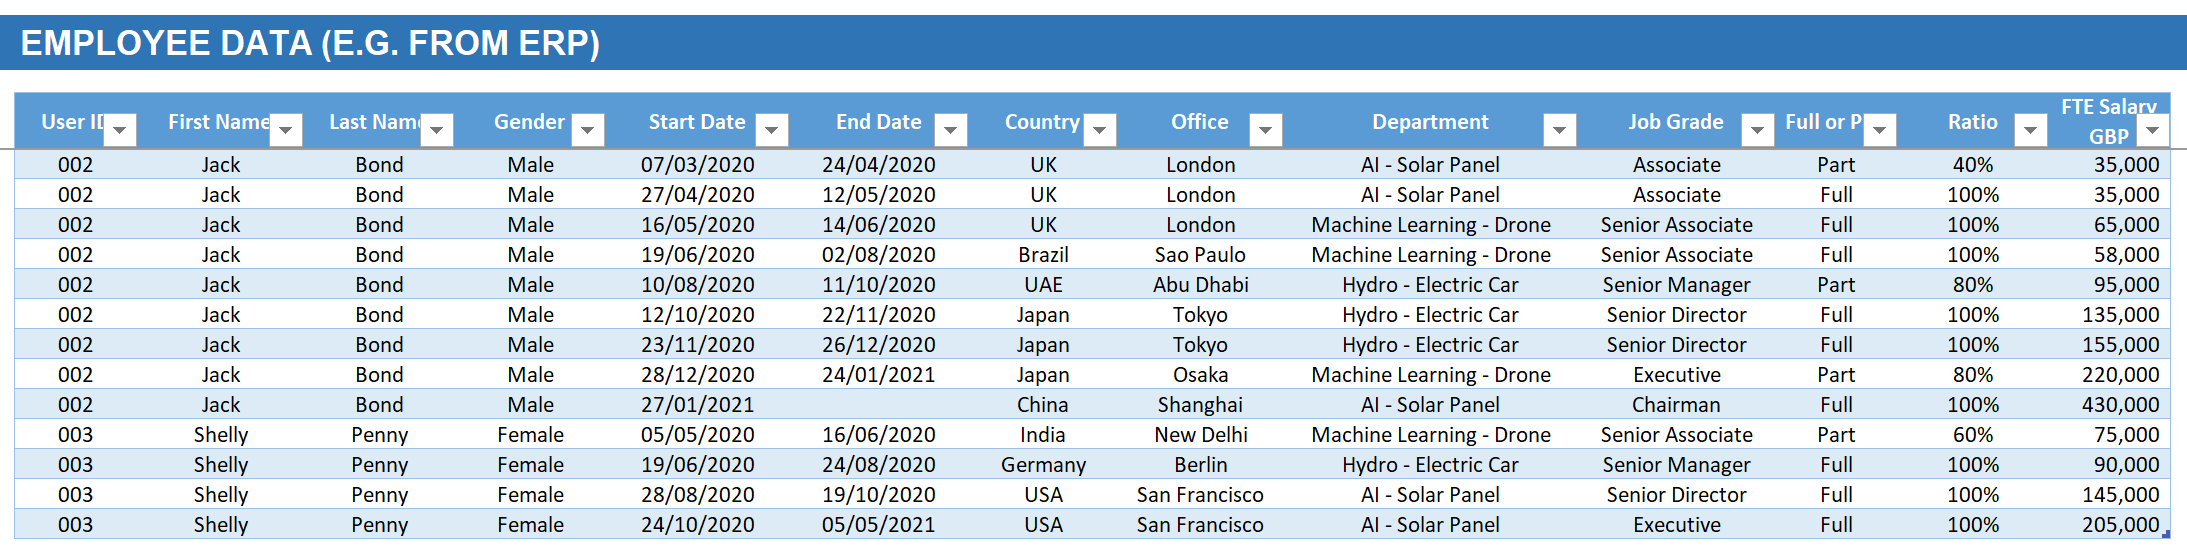 EMPLOYEE DATA (E.G. FROM ERP)
User ID First Name Last Name Gender Start Date End Date Country Office Department Job Grade Full or P Ratio FTE Salary GBP
002 Jack Bond Male 07/03/2020 24/04/2020 UK London AI - Solar Panel Associate Part 40% 35,000
002 Jack Bond Male 27/04/2020 12/05/2020 UK London AI - Solar Panel Associate Full 100% 35,000
002 Jack Bond Male 16/05/2020 14/06/2020 UK London Machine Learning - Drone Senior Associate Full 100% 65,000
002 Jack Bond Male 19/06/2020 02/08/2020 Brazil Sao Paulo Machine Learning - Drone Senior Associate Full 100% 58,000
002 Jack Bond Male 10/08/2020 11/10/2020 UAE Abu Dhabi Hydro - Electric Car Senior Manager Part 80% 95,000
002 Jack Bond Male 12/10/2020 22/11/2020 Japan Tokyo Hydro - Electric Car Senior Director Full 100% 135,000
002 Jack Bond Male 23/11/2020 26/12/2020 Japan Tokyo Hydro - Electric Car Senior Director Full 100% 155,000
002 Jack Bond Male 28/12/2020 24/01/2021 Japan Osaka Machine Learning - Drone Executive Part 80% 220,000
002 Jack Bond Male 27/01/2021 China Shanghai AI - Solar Panel Chairman Full 100% 430,000
003 Shelly Penny Female 05/05/2020 16/06/2020 India New Delhi Machine Learning - Drone Senior Associate Part 60% 75,000
003 Shelly Penny Female 19/06/2020 24/08/2020 Germany Berlin Hydro - Electric Car Senior Manager Full 100% 90,000
003 Shelly Penny Female 28/08/2020 19/10/2020 USA San Francisco AI - Solar Panel Senior Director Full 100% 145,000
003 Shelly Penny Female 24/10/2020 05/05/2021 USA San Francisco AI - Solar Panel Executive Full 100% 205,000